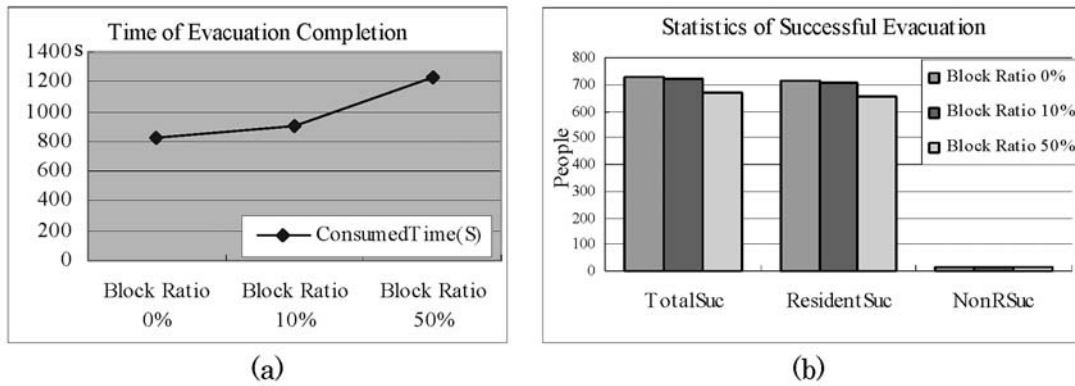 Time of Evacuation Completion
1400s
1200
1000
800
600
400
200
0
ConsumedTime(S)
Block Ratio 0%
Block Ratio 10%
Block Ratio 50%
(a)
Statistics of Successful Evacuation
People
800
700
600
500
400
300
200
100
0
Block Ratio 0%
Block Ratio 10%
Block Ratio 50%
TotalSuc
ResidentSuc
NonRSuc
(b)